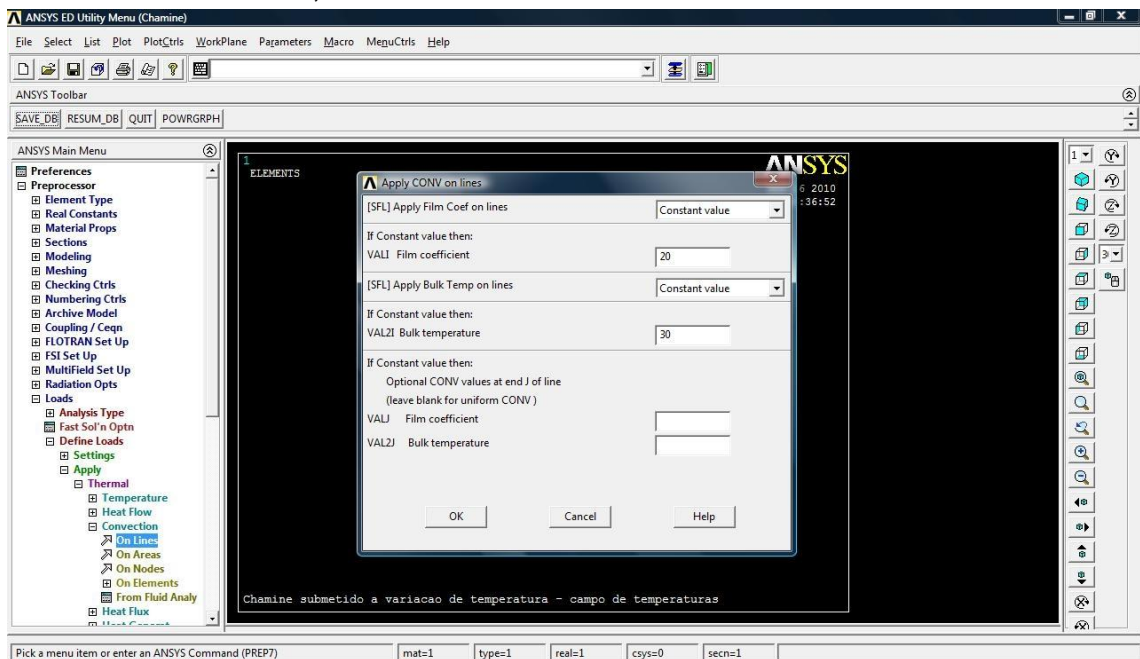 ANSYS ED Utility Menu (Chamine)
File Select List Plot PlotCtrls WorkPlane Parameters Macro MenuCtrls Help
ANSYS Toolbar
SAVE_DB RESUM_DB QUIT POWRGRPH
ANSYS Main Menu
Preferences
Preprocessor
Element Type
Real Constants
Material Props
Sections
Modeling
Meshing
Checking Ctrls
Numbering Ctrls
Archive Model
Coupling / Ceqn
FLOTRAN Set Up
FSI Set Up
MultiField Set Up
Radiation Opts
Loads
Analysis Type
Fast Sol'n Optn
Define Loads
Settings
Apply
Thermal
Temperature
Heat Flow
Convection
On Lines
On Areas
On Nodes
On Elements
From Fluid Analy
Heat Flux
1
ELEMENTS
ANSYS
6 2010
:36:52
Apply CONV on lines
[SFL] Apply Film Coef on lines Constant value
If Constant value then:
VALI Film coefficient 20
[SFL] Apply Bulk Temp on lines Constant value
If Constant value then:
VAL2I Bulk temperature 30
If Constant value then:
Optional CONV values at end J of line
(leave blank for uniform CONV )
VALJ Film coefficient
VAL2J Bulk temperature
OK Cancel Help
Chamine submetido a variacao de temperatura - campo de temperaturas
1
3
Pick a menu item or enter an ANSYS Command (PREP7) mat=1 type=1 real=1 csys=0 secn=1